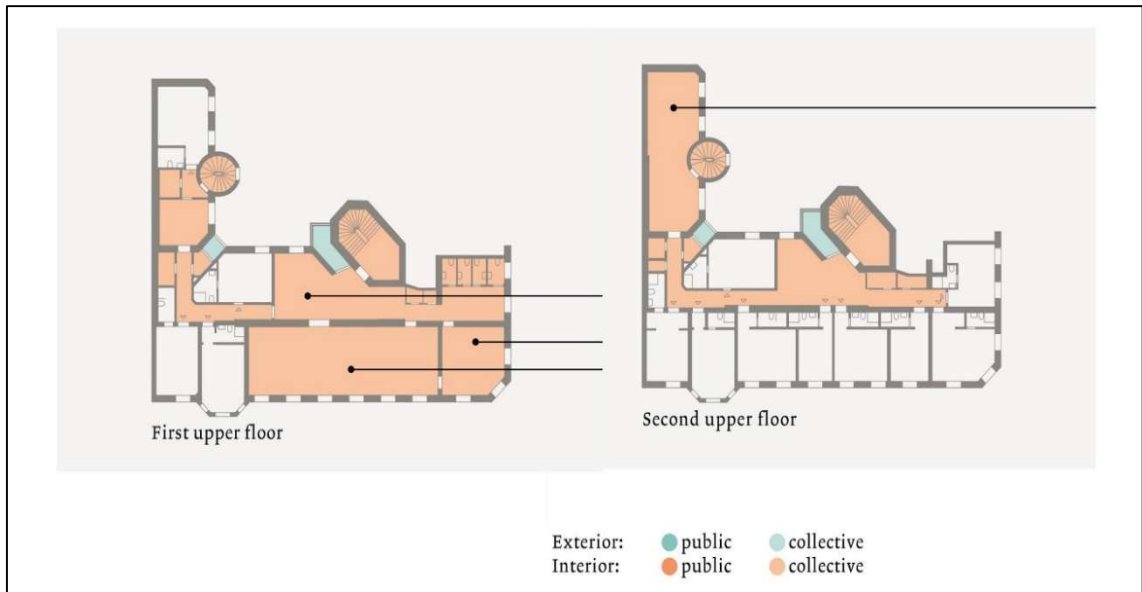 First upper floor
Second upper floor
Exterior: public collective
Interior: public collective